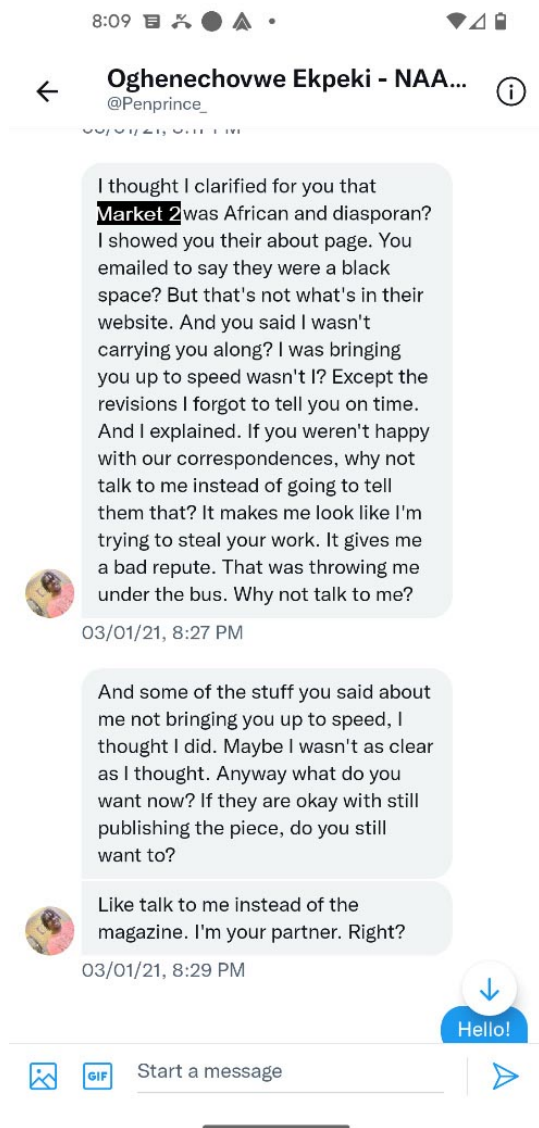 8:09
Oghenechovwe Ekpeki - NAA...
@Penprince_
I thought I clarified for you that
Market 2 was African and diasporan?
I showed you their about page. You
emailed to say they were a black
space? But that's not what's in their
website. And you said I wasn't
carrying you along? I was bringing
you up to speed wasn't I? Except the
revisions I forgot to tell you on time.
And I explained. If you weren't happy
with our correspondences, why not
talk to me instead of going to tell
them that? It makes me look like I'm
trying to steal your work. It gives me
a bad repute. That was throwing me
under the bus. Why not talk to me?
03/01/21, 8:27 PM
And some of the stuff you said about
me not bringing you up to speed, I
thought I did. Maybe I wasn't as clear
as I thought. Anyway what do you
want now? If they are okay with still
publishing the piece, do you still
want to?
Like talk to me instead of the
magazine. I'm your partner. Right?
03/01/21, 8:29 PM
Hello!
GIF
Start a message